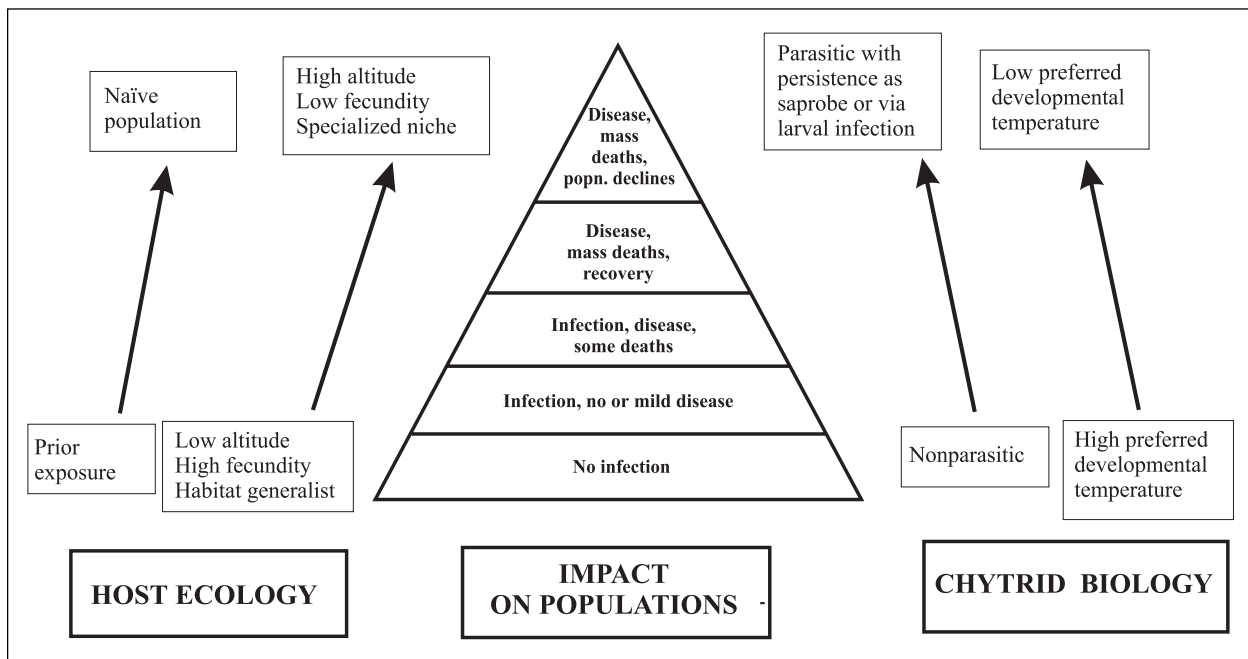 Naïve
population
High altitude
Low fecundity
Specialized niche
Disease,
mass
deaths,
popn. declines
Disease,
mass deaths,
recovery
Infection, disease,
some deaths
Infection, no or mild disease
No infection
Parasitic with
persistence as
saprobe or via
larval infection
Low preferred
developmental
temperature
Prior
exposure
Low altitude
High fecundity
Habitat generalist
Nonparasitic
High preferred
developmental
temperature
HOST ECOLOGY
IMPACT
ON POPULATIONS -
CHYTRID BIOLOGY